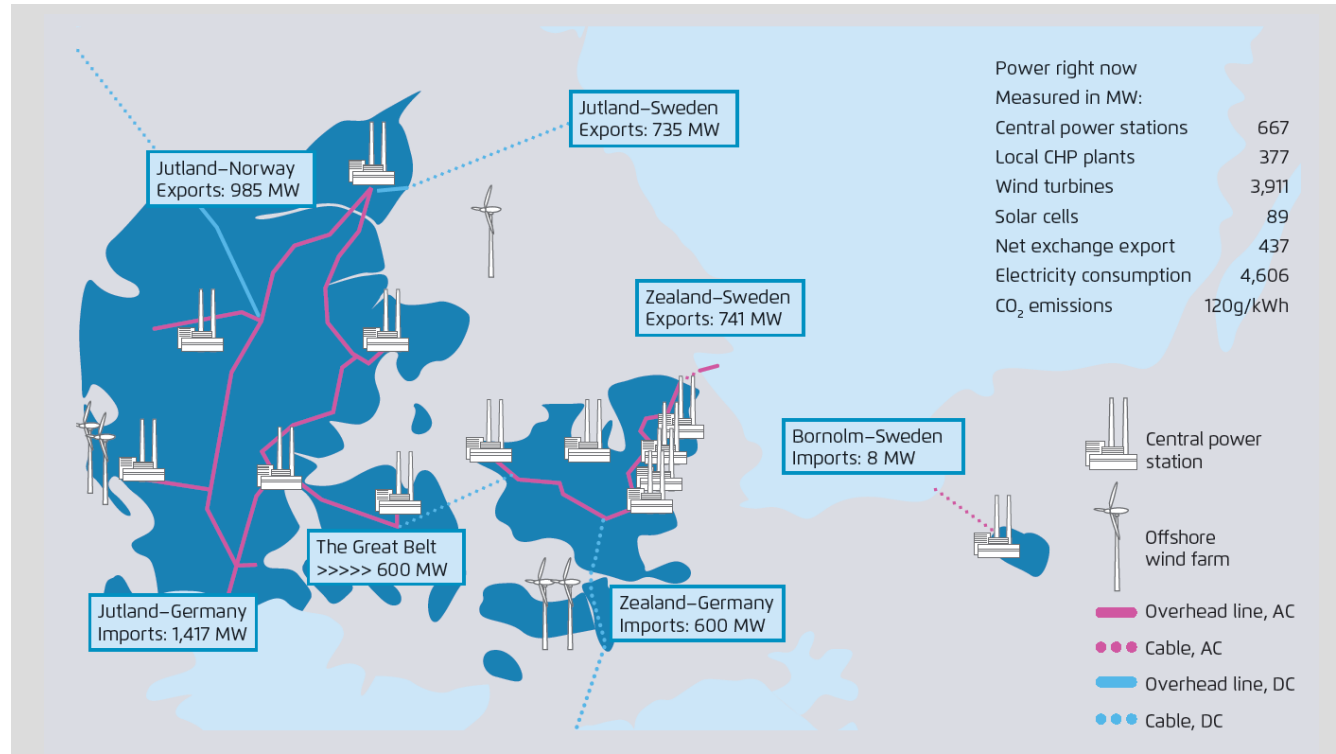 Jutland–Sweden
Exports: 735 MW
Jutland–Norway
Exports: 985 MW
Zealand–Sweden
Exports: 741 MW
Bornolm–Sweden
Imports: 8 MW
The Great Belt
>>>>> 600 MW
Jutland–Germany
Imports: 1,417 MW
Zealand–Germany
Imports: 600 MW
Power right now
Measured in MW:
Central power stations 667
Local CHP plants 377
Wind turbines 3,911
Solar cells 89
Net exchange export 437
Electricity consumption 4,606
CO₂ emissions 120g/kWh
Central power
station
Offshore
wind farm
Overhead line, AC
Cable, AC
Overhead line, DC
Cable, DC